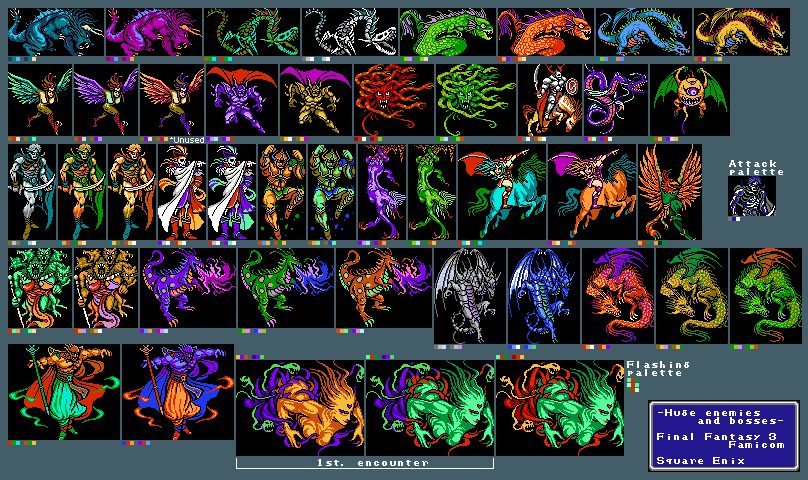 *Unused
Attack
palette
Flashing
palette
1st. encounter
-Huge enemies
and bosses-
Final Fantasy 3
Famicom
Square Enix